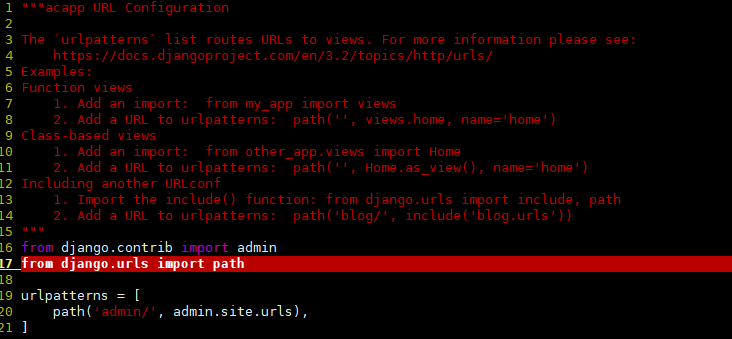 1 """acapp URL Configuration
2
3 The `urlpatterns` list routes URLs to views. For more information please see:
4     https://docs.djangoproject.com/en/3.2/topics/http/urls/
5 Examples:
6 Function views
7     1. Add an import:  from my_app import views
8     2. Add a URL to urlpatterns:  path('', views.home, name='home')
9 Class-based views
10     1. Add an import:  from other_app.views import Home
11     2. Add a URL to urlpatterns:  path('', Home.as_view(), name='home')
12 Including another URLconf
13     1. Import the include() function: from django.urls import include, path
14     2. Add a URL to urlpatterns:  path('blog/', include('blog.urls'))
15 """
16 from django.contrib import admin
17 from django.urls import path
18
19 urlpatterns = [
20     path('admin/', admin.site.urls),
21 ]